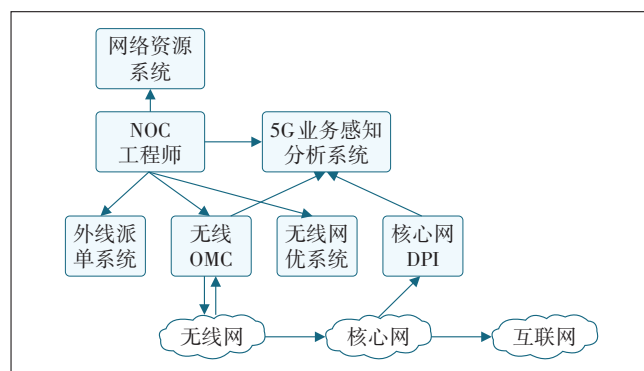 网络资源
系统
NOC
工程师
5G业务感知
分析系统
外线派
单系统
无线
OMC
无线网
优系统
核心网
DPI
无线网
核心网
互联网